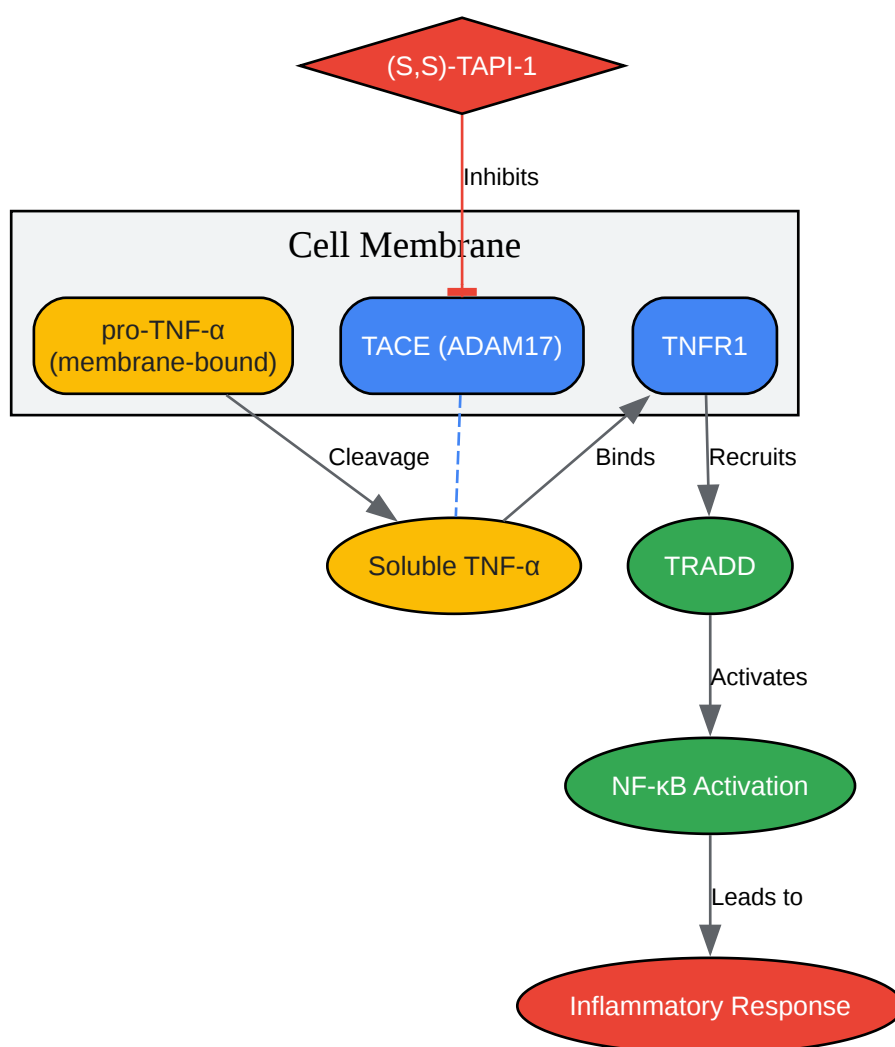 (S,S)-TAPI-1
Inhibits
Cell Membrane
pro-TNF-α
(membrane-bound)
TACE (ADAM17)
TNFR1
Cleavage
Binds
Recruits
Soluble TNF-α
TRADD
Activates
NF-κB Activation
Leads to
Inflammatory Response